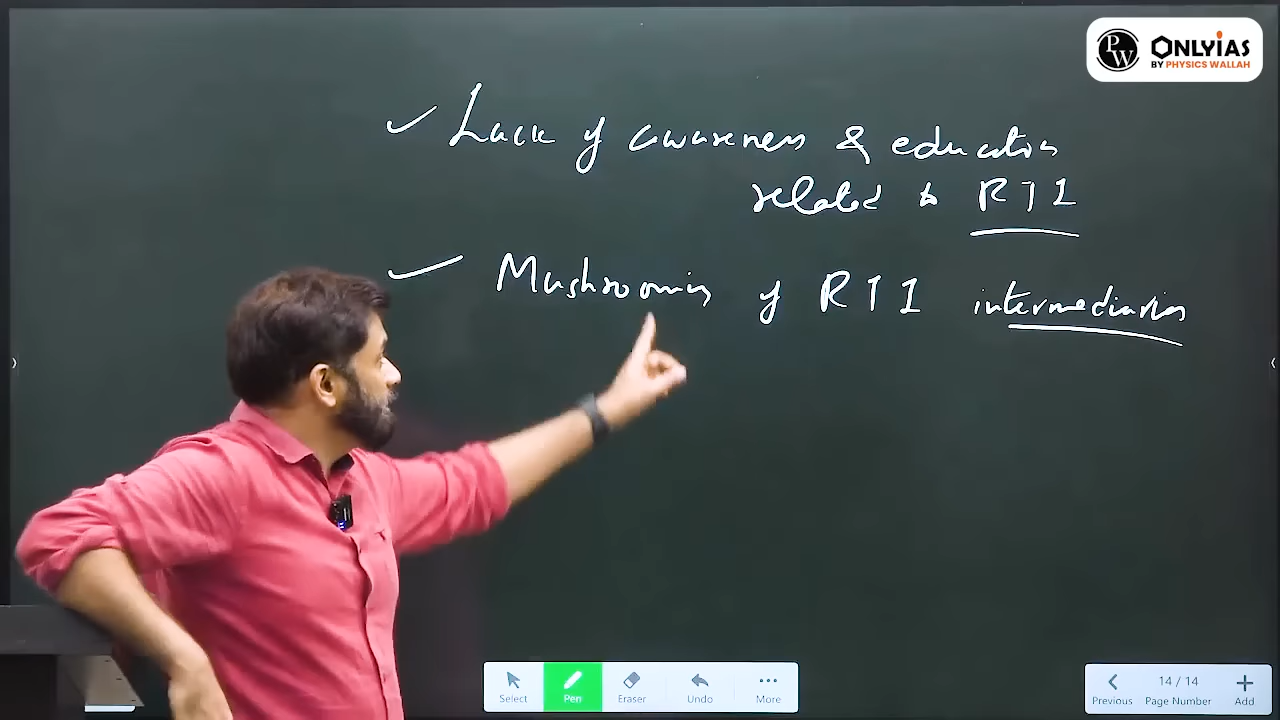 PW ONLYIAS
BY PHYSICS WALLAH
✓ Lack of awareness & education
related to RTI
✓ Mushrooming of RTI intermediaries
Select
Pen
Eraser
Undo
More
Previous
14 / 14
Page Number
Add